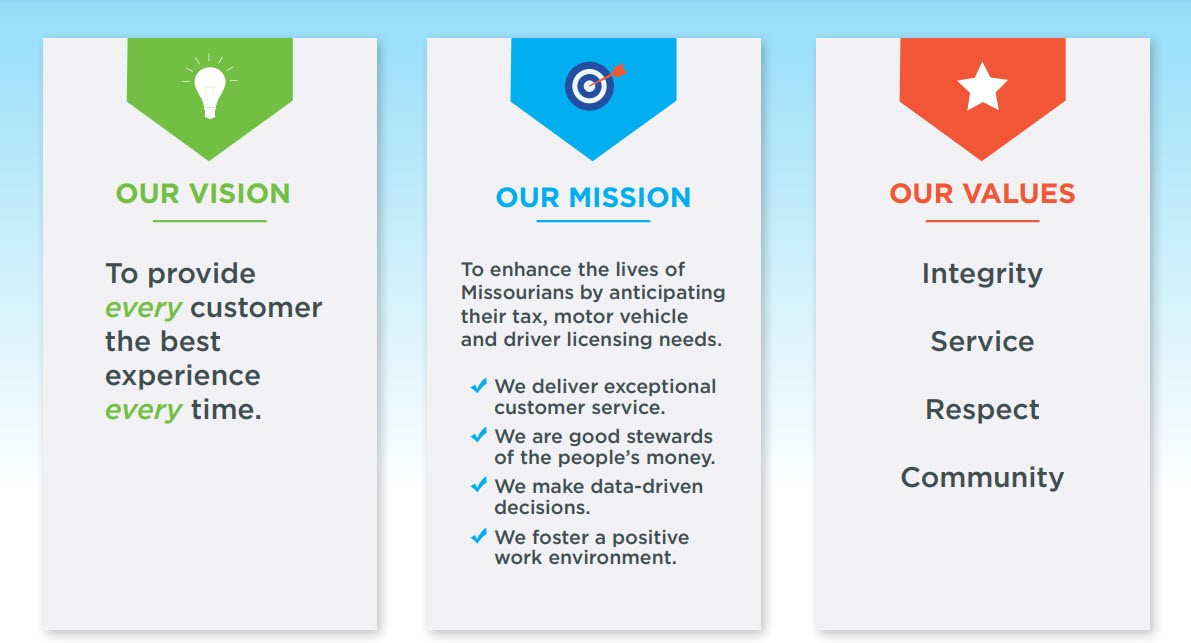 OUR VISION
To provide
every customer
the best
experience
every time.
OUR MISSION
To enhance the lives of
Missourians by anticipating
their tax, motor vehicle
and driver licensing needs.
We deliver exceptional
customer service.
We are good stewards
of the people’s money.
We make data-driven
decisions.
We foster a positive
work environment.
OUR VALUES
Integrity
Service
Respect
Community